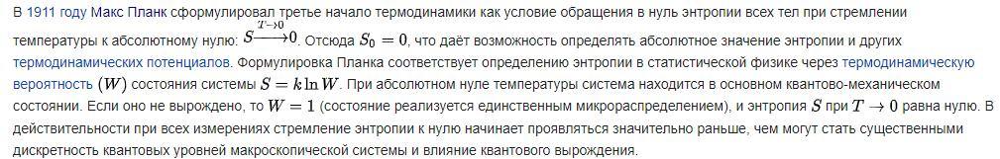 В 1911 году Макс Планк сформулировал третье начало термодинамики как условие обращения в нуль энтропии всех тел при стремлении
температуры к абсолютному нулю: S \xrightarrow{T→0} 0. Отсюда S₀ = 0, что даёт возможность определять абсолютное значение энтропии и других
термодинамических потенциалов. Формулировка Планка соответствует определению энтропии в статистической физике через термодинамическую
вероятность (W) состояния системы S = k ln W. При абсолютном нуле температуры система находится в основном квантово-механическом
состоянии. Если оно не вырождено, то W = 1 (состояние реализуется единственным микрораспределением), и энтропия S при T → 0 равна нулю. В
действительности при всех измерениях стремление энтропии к нулю начинает проявляться значительно раньше, чем могут стать существенными
дискретность квантовых уровней макроскопической системы и влияние квантового вырождения.